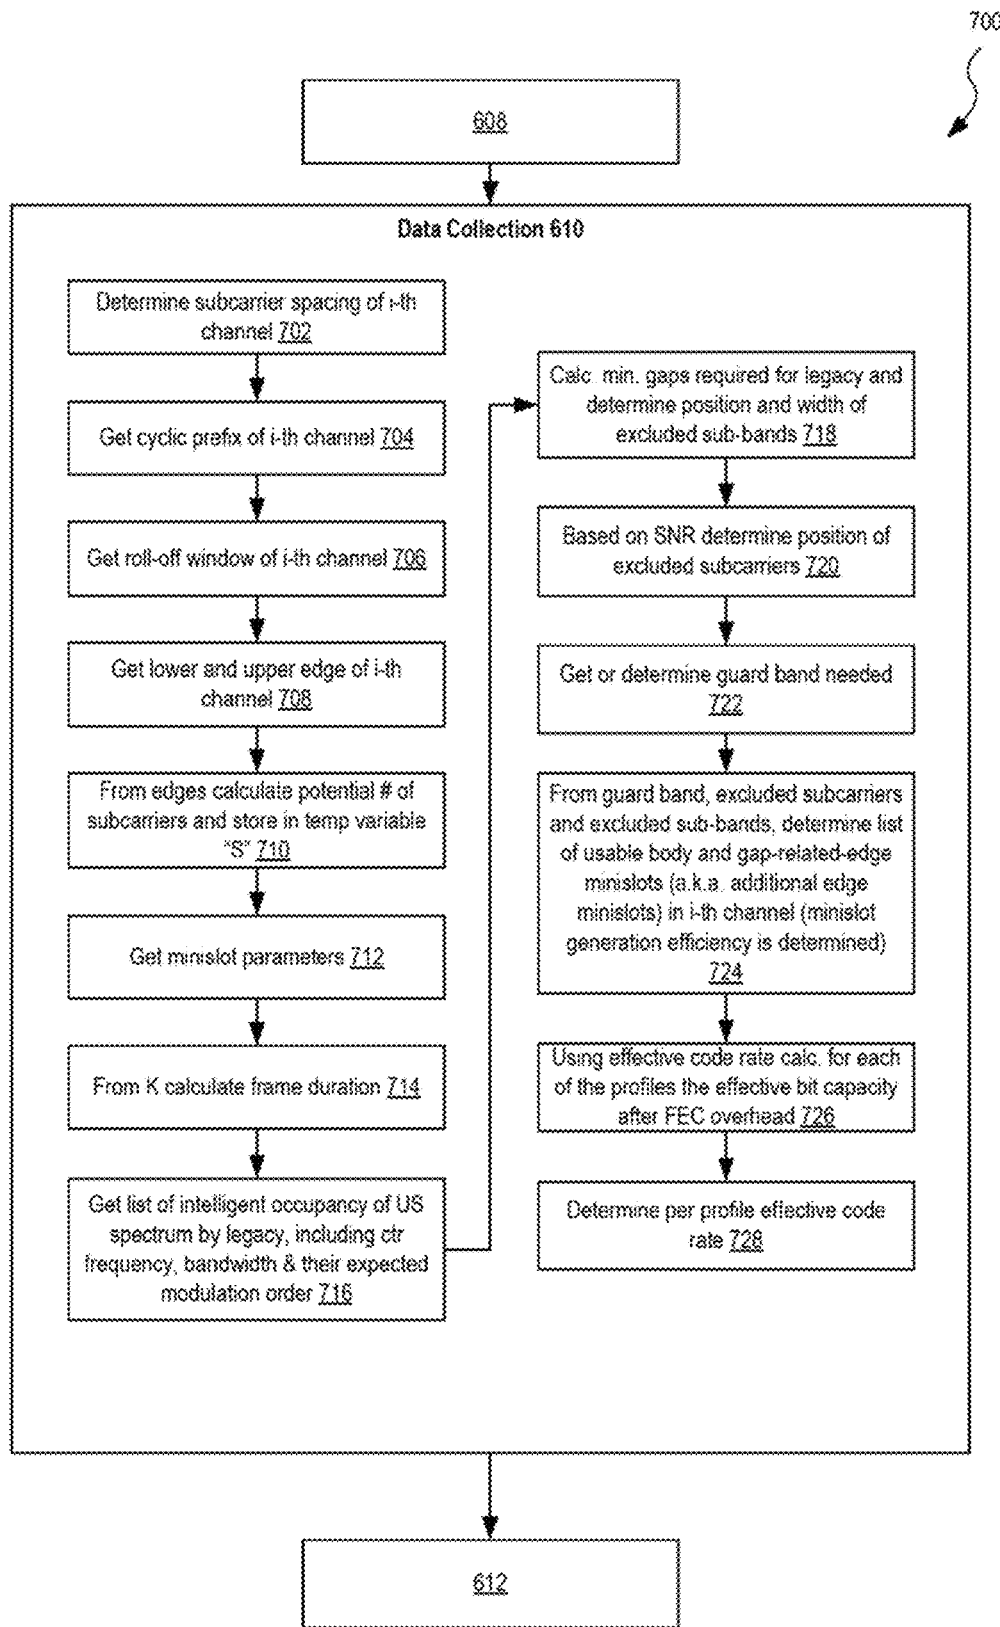 700
608
Data Collection 610
Determine subcarrier spacing of i-th
channel 702
Get cyclic prefix of i-th channel 704
Get roll-off window of i-th channel 706
Get lower and upper edge of i-th
channel 708
From edges calculate potential # of
subcarriers and store in temp variable
"S" 710
Get minislot parameters 712
From K calculate frame duration 714
Get list of intelligent occupancy of US
spectrum by legacy, including ctr
frequency, bandwidth & their expected
modulation order 716
Calc. min. gaps required for legacy and
determine position and width of
excluded sub-bands 718
Based on SNR determine position of
excluded subcarriers 720
Get or determine guard band needed
722
From guard band, excluded subcarriers
and excluded sub-bands, determine list
of usable body and gap-related-edge
minislots (a.k.a. additional edge
minislots) in i-th channel (minislot
generation efficiency is determined)
724
Using effective code rate calc. for each
of the profiles the effective bit capacity
after FEC overhead 726
Determine per profile effective code
rate 728
612